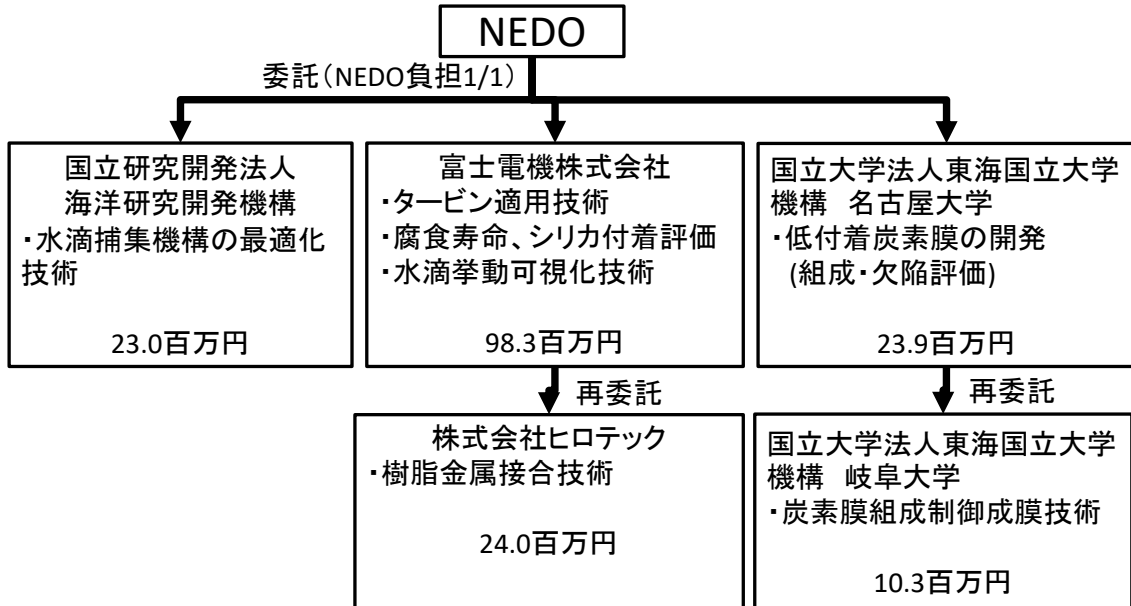 NEDO
委託(NEDO負担1/1)
国立研究開発法人
海洋研究開発機構
・水滴捕集機構の最適化
技術
23.0百万円
富士電機株式会社
・タービン適用技術
・腐食寿命、シリカ付着評価
・水滴挙動可視化技術
98.3百万円
国立大学法人東海国立大学
機構　名古屋大学
・低付着炭素膜の開発
(組成・欠陥評価)
23.9百万円
再委託
再委託
株式会社ヒロテック
・樹脂金属接合技術
24.0百万円
国立大学法人東海国立大学
機構　岐阜大学
・炭素膜組成制御成膜技術
10.3百万円